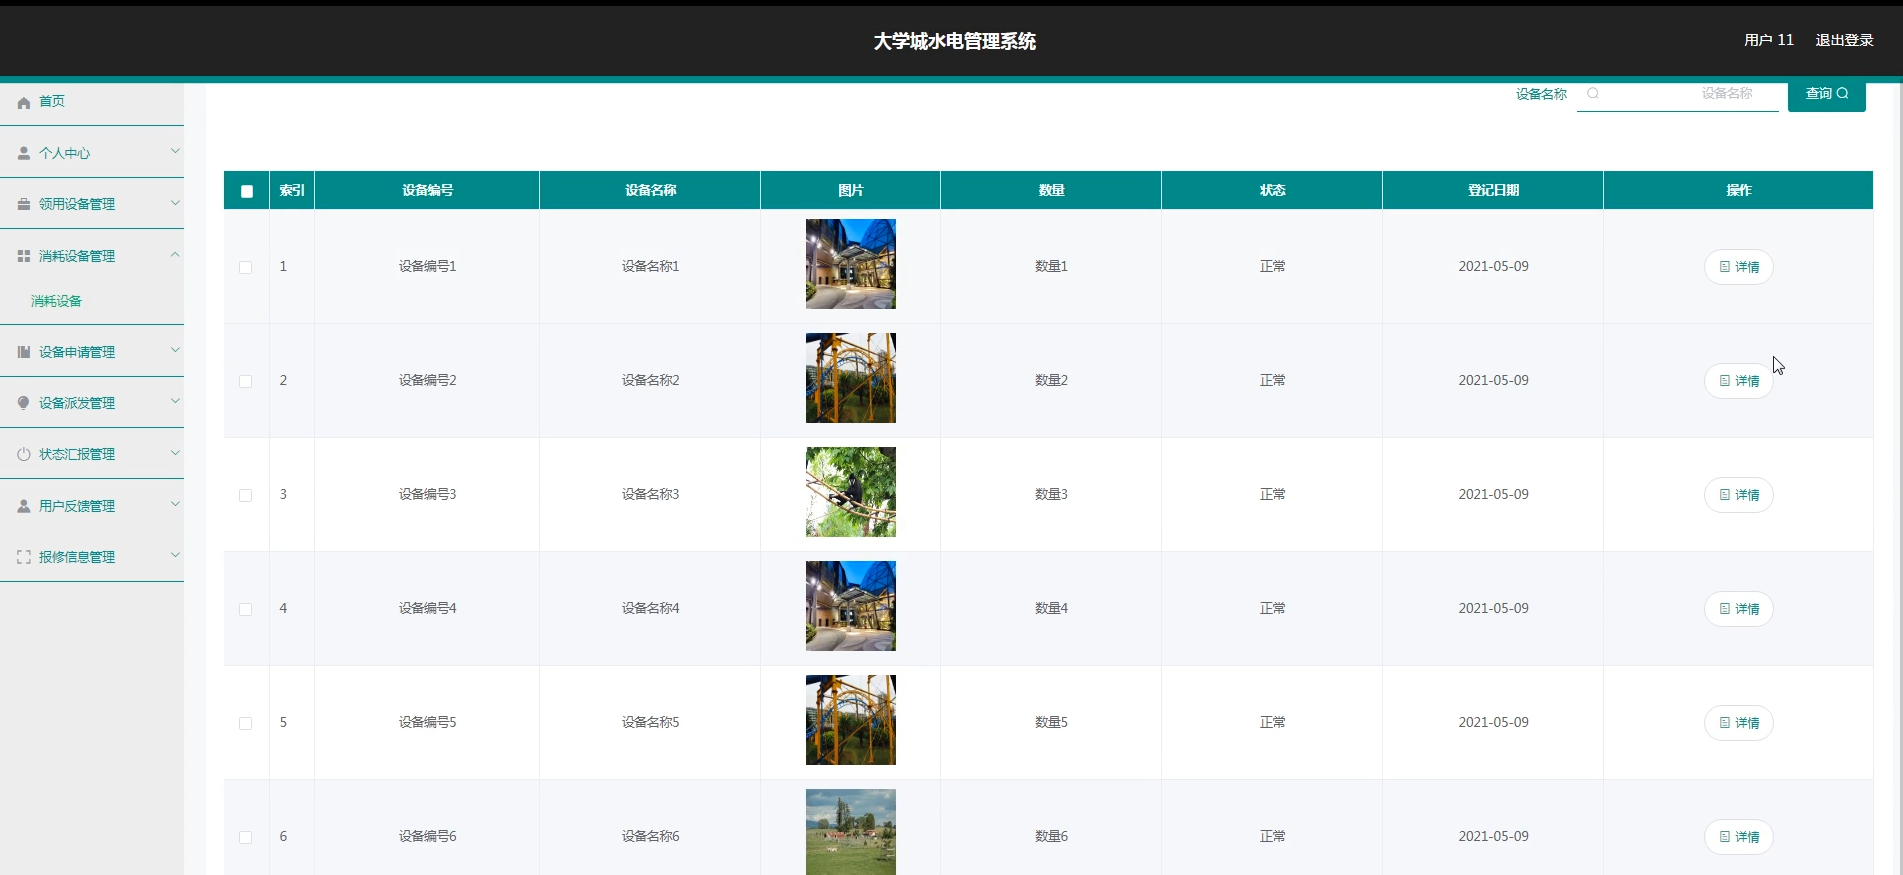 大学城水电管理系统
用户 11 退出登录
首页
个人中心
领用设备管理
消耗设备管理
消耗设备
设备申请管理
设备派发管理
状态汇报管理
用户反馈管理
报修信息管理
设备名称 设备名称 查询
索引 设备编号 设备名称 图片 数量 状态 登记日期 操作
1 设备编号1 设备名称1 数量1 正常 2021-05-09 详情
2 设备编号2 设备名称2 数量2 正常 2021-05-09 详情
3 设备编号3 设备名称3 数量3 正常 2021-05-09 详情
4 设备编号4 设备名称4 数量4 正常 2021-05-09 详情
5 设备编号5 设备名称5 数量5 正常 2021-05-09 详情
6 设备编号6 设备名称6 数量6 正常 2021-05-09 详情